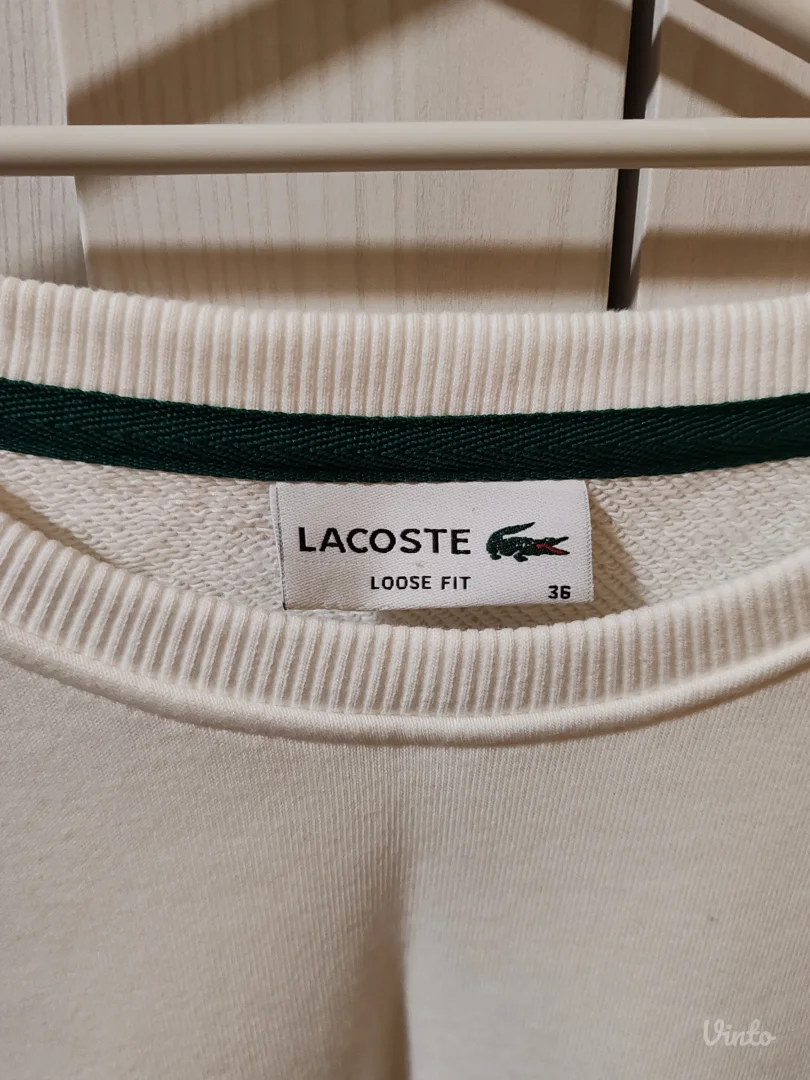 LACOSTE
LOOSE FIT
36
Vinto